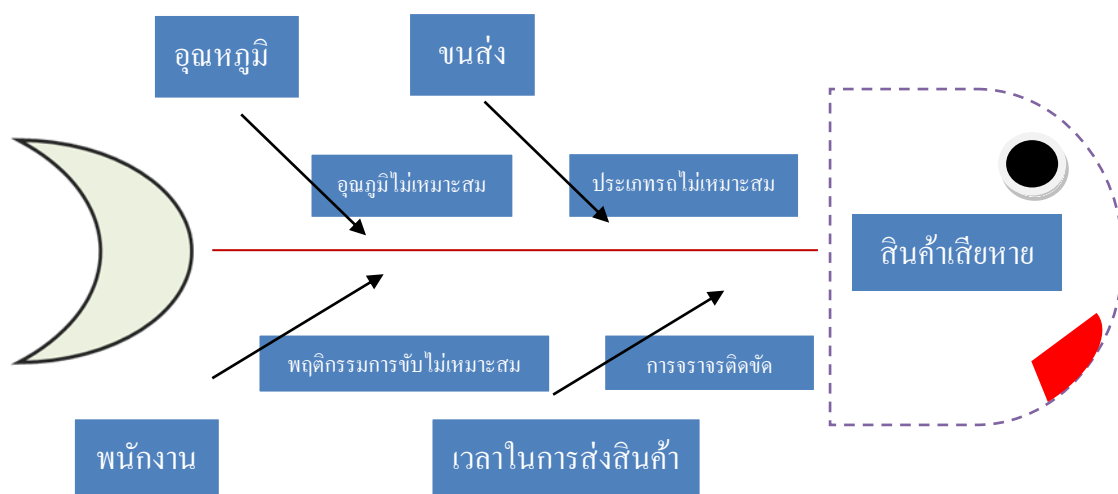 อุณหภูมิ
ขนส่ง
อุณภูมิไม่เหมาะสม
ประเภทรถไม่เหมาะสม
สินค้าเสียหาย
พฤติกรรมการขับไม่เหมาะสม
การจราจรติดขัด
พนักงาน
เวลาในการส่งสินค้า